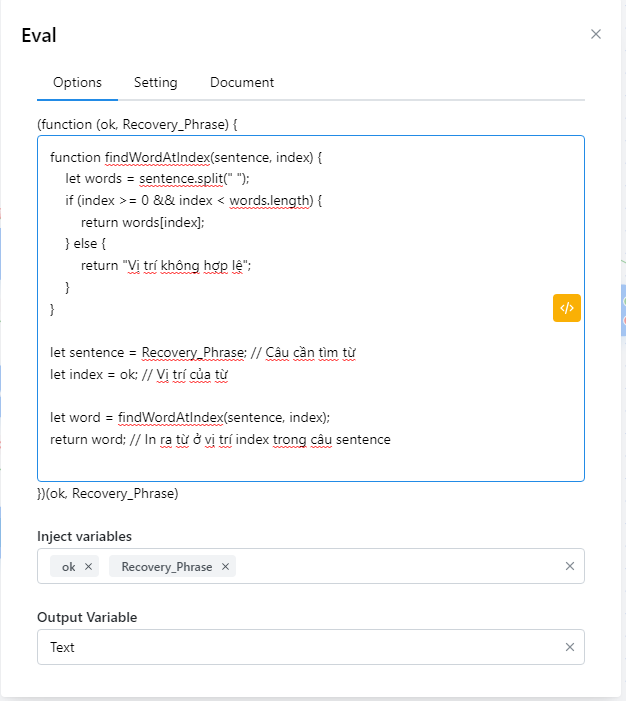 Eval
Options Setting Document
(function (ok, Recovery_Phrase) {
function findWordAtIndex(sentence, index) {
let words = sentence.split(" ");
if (index >= 0 && index < words.length) {
return words[index];
} else {
return "Vị trí không hợp lệ";
}
}
let sentence = Recovery_Phrase; // Câu cần tìm từ
let index = ok; // Vị trí của từ
let word = findWordAtIndex(sentence, index);
return word; // In ra từ ở vị trí index trong câu sentence
})(ok, Recovery_Phrase)
Inject variables
ok Recovery_Phrase
Output Variable
Text